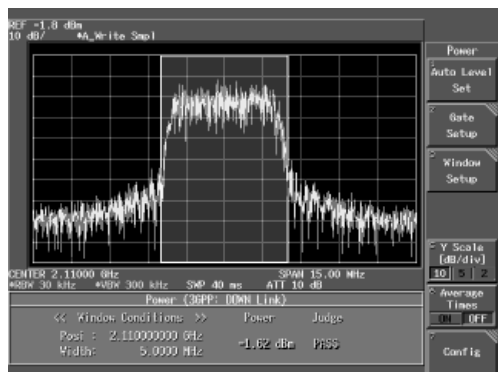 REF -1.8 dBm
10 dB/ *A_Write Smpl
Power
1
Auto Level
Set
2
Gate
Setup
3
Window
Setup
CENTER 2.11000 GHz SPAN 15.00 MHz
*RBW 30 kHz *VBW 300 kHz SWP 40 ms ATT 10 dB
Y Scale
[dB/div]
10 5 2
Power (3GPP: DOWN Link)
<< Window Conditions >> Power Judge
Posi : 2.110000000 GHz
Width: 5.0000 MHz
-1.62 dBm PASS
Average
Times
ON OFF
Config